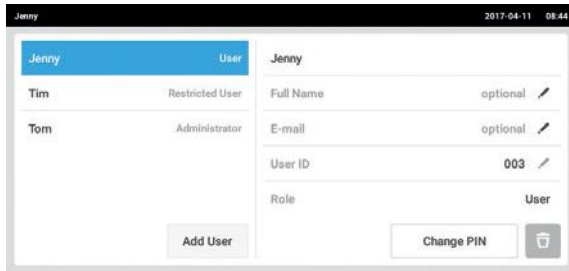 Jenny 2017-04-11 08:44
Jenny User
Tim Restricted User
Tom Administrator
Add User
Jenny
Full Name optional
E-mail optional
User ID 003
Role User
Change PIN